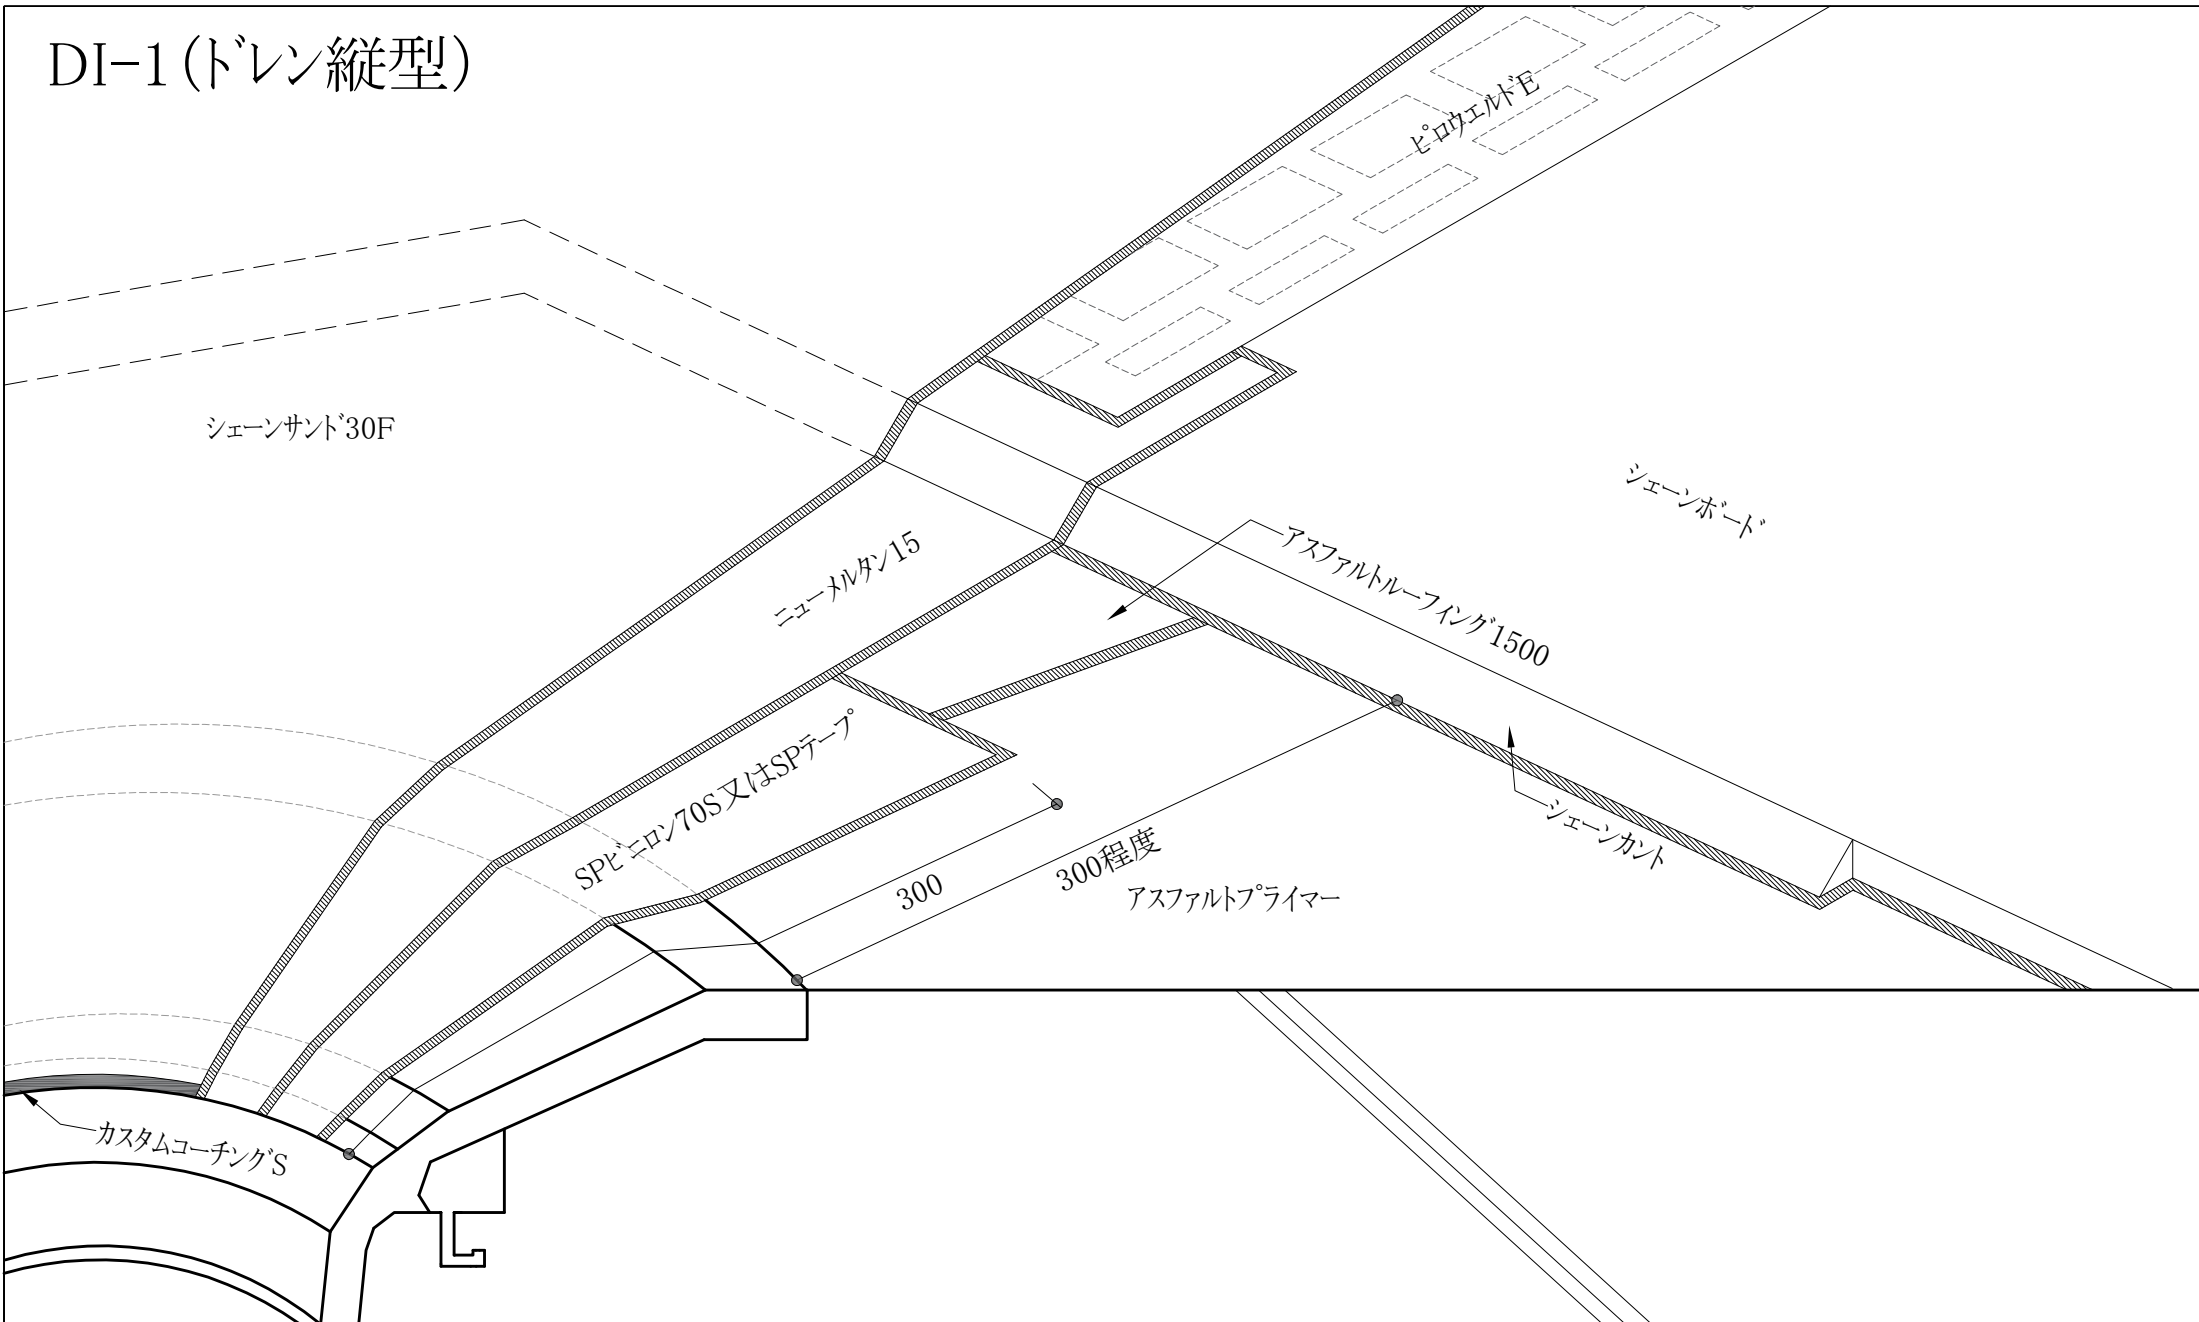 DI-1(ドレン縦型)
ピロウエルドE
シェーンサンド30F
シェーンボード
ニューメルタン15
アスファルトルーフィング1500
SPビニロン70S又はSPテープ
シェーンカント
300程度
300
アスファルトプライマー
カスタムコーチングS